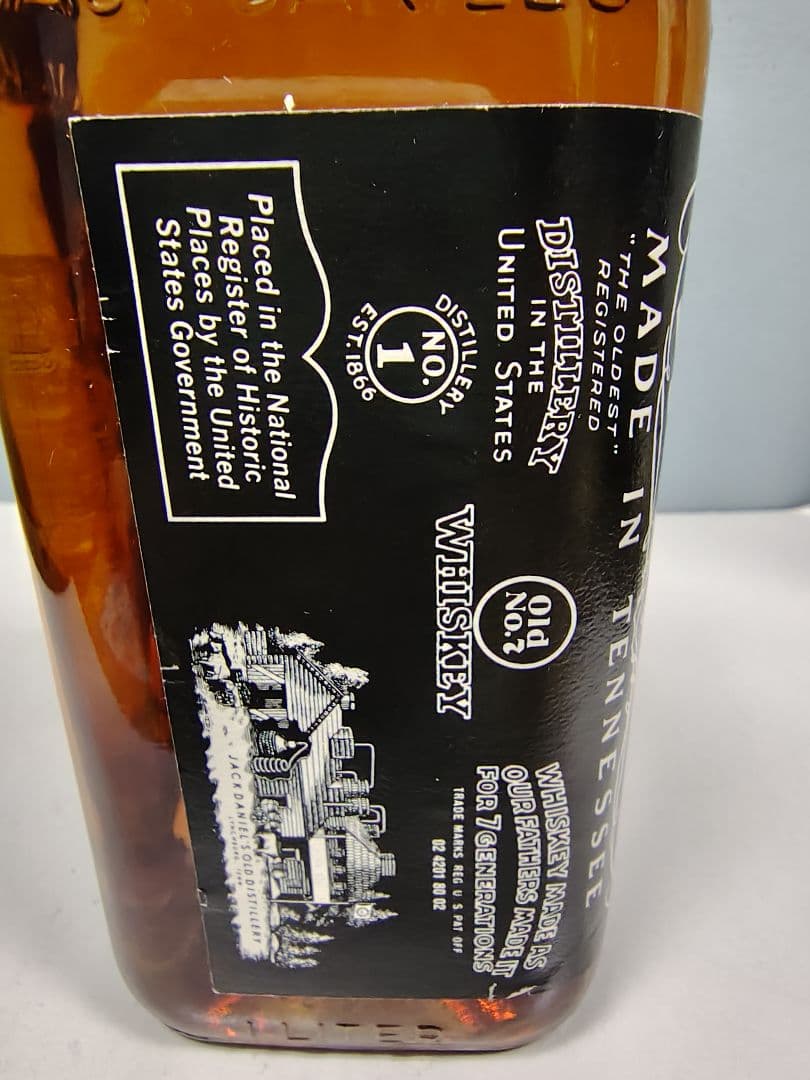 MADE IN TENNESSEE
"THE OLDEST"
REGISTERED
DISTILLERY
IN THE
UNITED STATES
DISTILLERY
NO.
1
EST. 1866
Placed in the National
Register of Historic
Places by the United
States Government
Old
No.7
WHISKEY
WHISKEY MADE AS
OUR FATHERS MADE IT
FOR 7 GENERATIONS
TRADE MARKS REG. U.S. PAT. OFF.
02 4201 80 02
JACK DANIEL'S OLD DISTILLERY
LYNCHBURG, TENN.
1 LITER